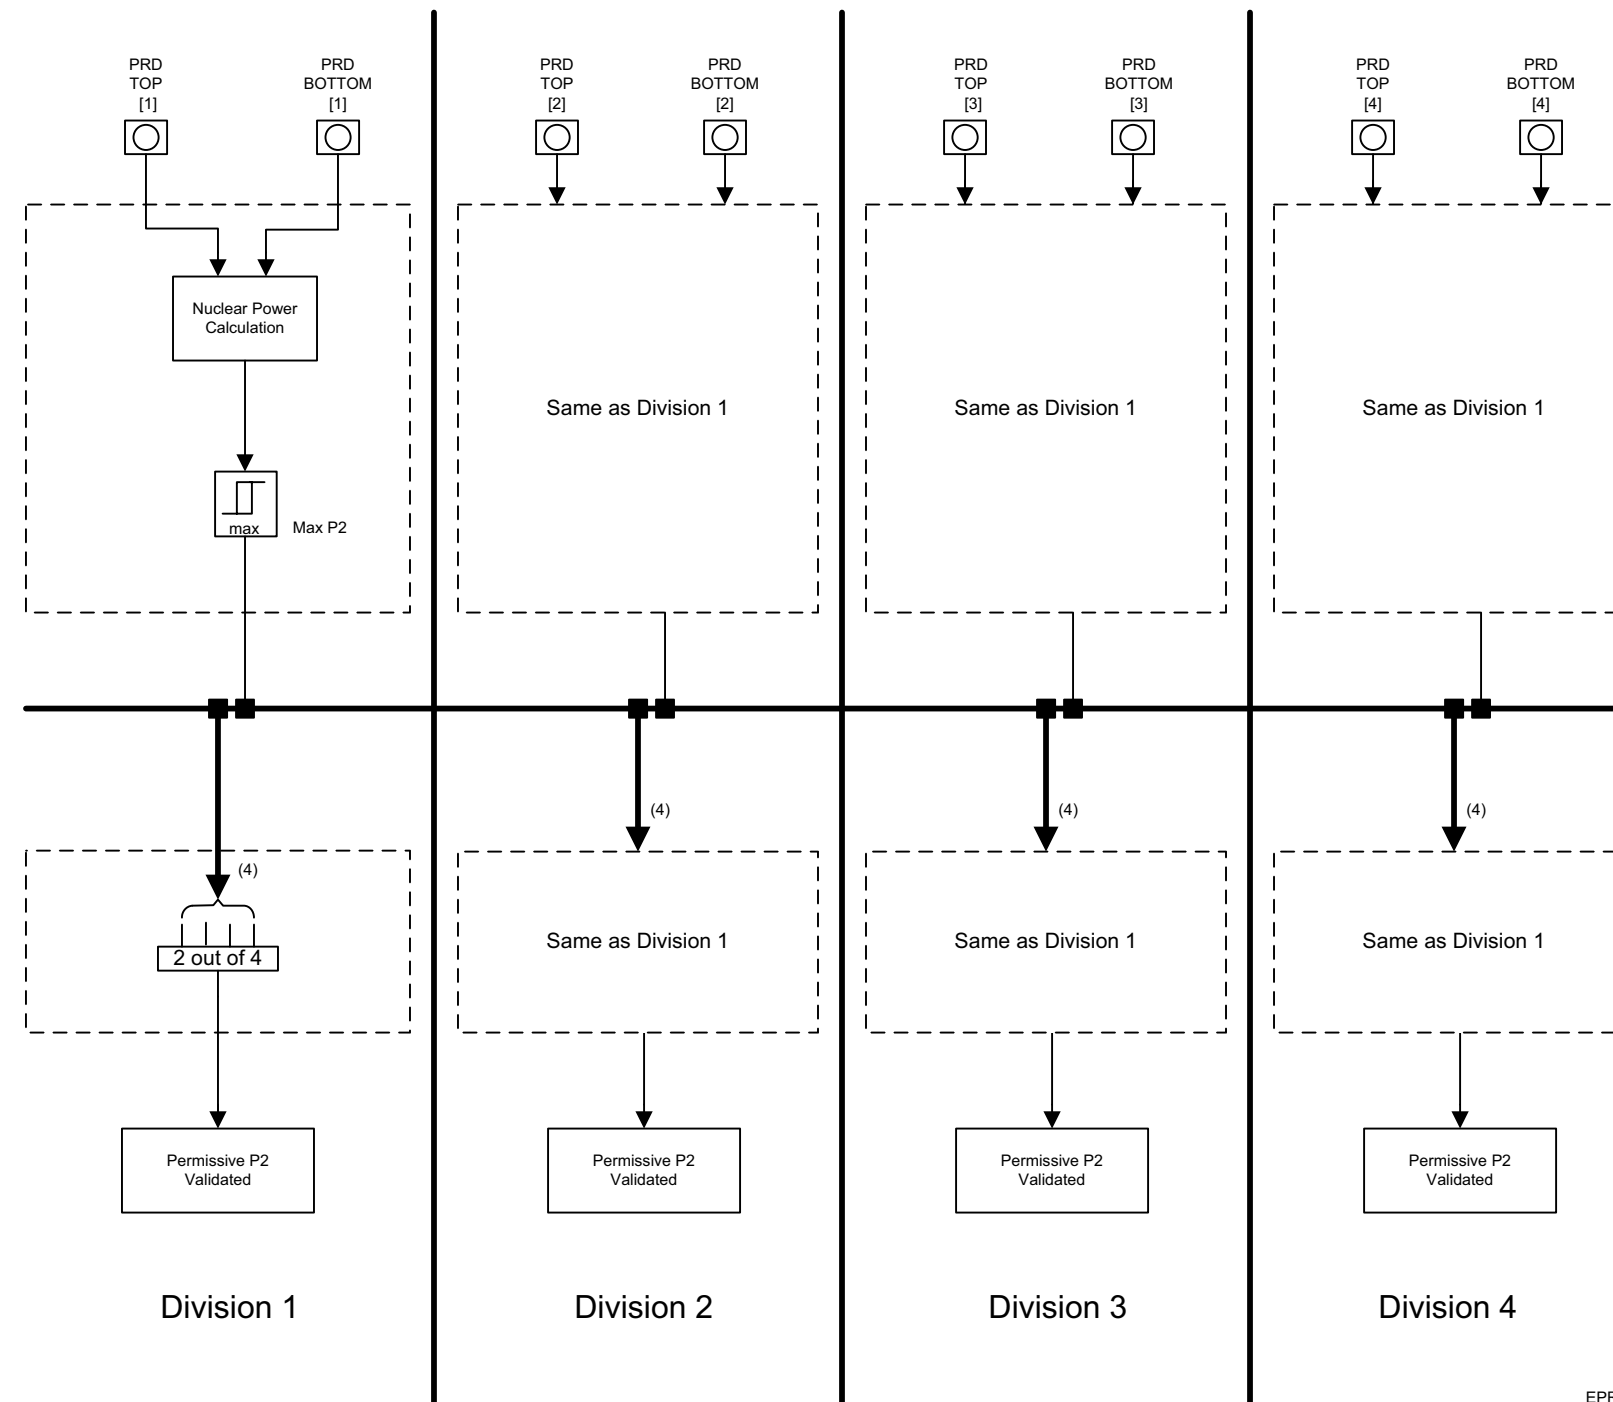 PRD
TOP
[1]
PRD
BOTTOM
[1]
PRD
TOP
[2]
PRD
BOTTOM
[2]
PRD
TOP
[3]
PRD
BOTTOM
[3]
PRD
TOP
[4]
PRD
BOTTOM
[4]
Nuclear Power
Calculation
Same as Division 1
Same as Division 1
Same as Division 1
max
Max P2
(4)
(4)
(4)
(4)
2 out of 4
Same as Division 1
Same as Division 1
Same as Division 1
Permissive P2
Validated
Permissive P2
Validated
Permissive P2
Validated
Permissive P2
Validated
Division 1
Division 2
Division 3
Division 4